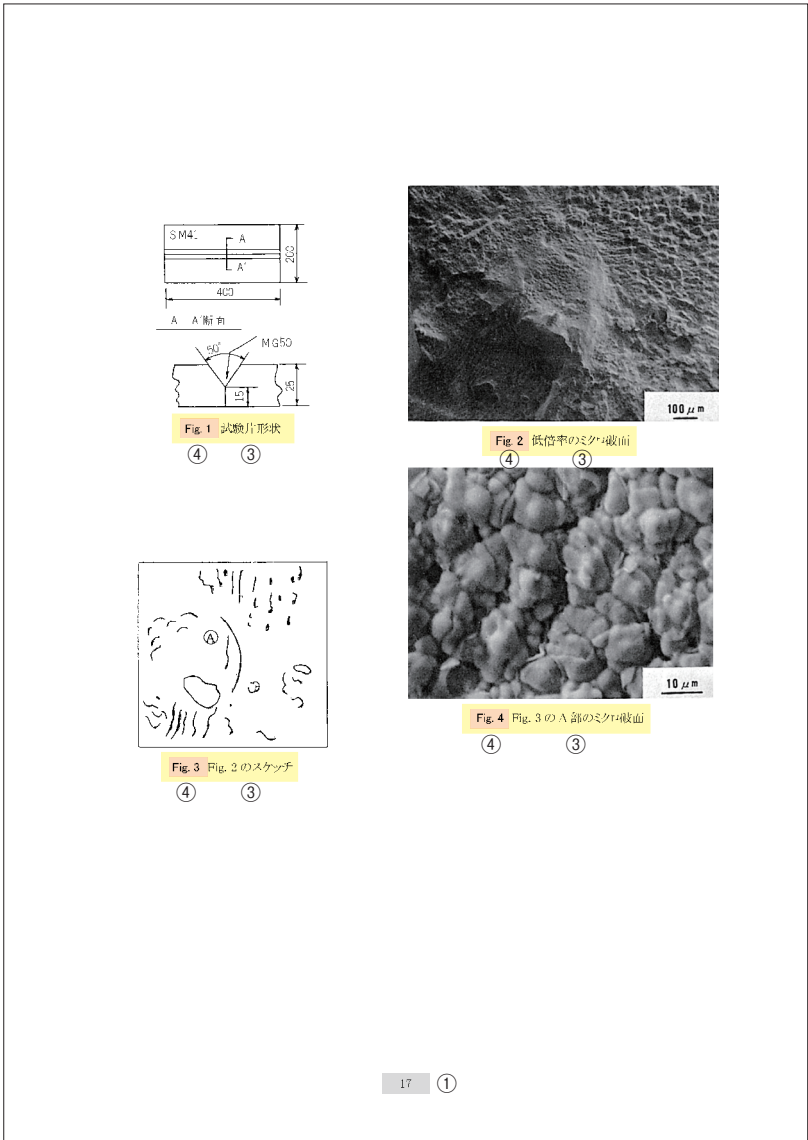 SM41
A
A'
200
400
A A'断面
50°
MG50
15
25
Fig. 1 試験片形状
④ ③
100 μm
Fig. 2 低倍率のミクロ破面
④ ③
A
Fig. 3 Fig. 2 のスケッチ
④ ③
10 μm
Fig. 4 Fig. 3 の A 部のミクロ破面
④ ③
17 ①